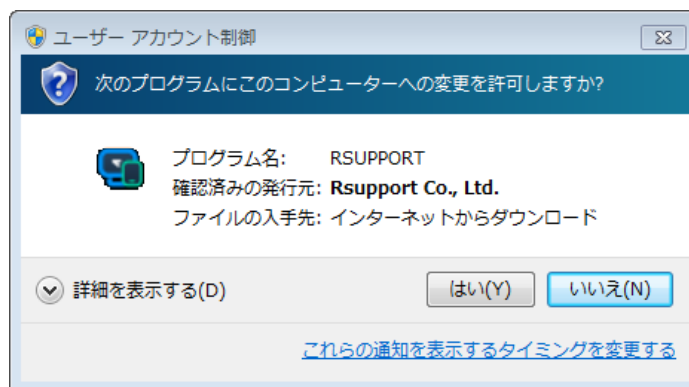 ユーザー アカウント制御
次のプログラムにこのコンピューターへの変更を許可しますか?
プログラム名: RSUPPORT
確認済みの発行元: Rsupport Co., Ltd.
ファイルの入手先: インターネットからダウンロード
詳細を表示する(D) はい(Y) いいえ(N)
これらの通知を表示するタイミングを変更する